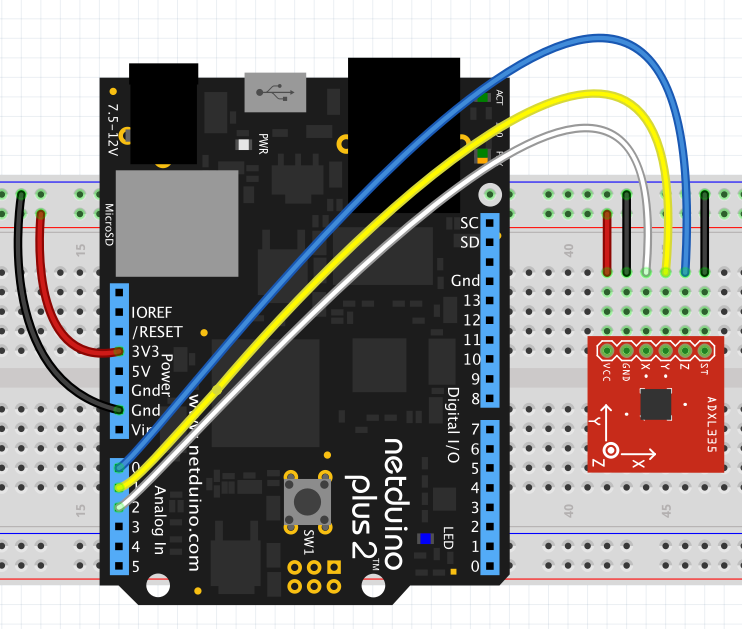 7.5-12V
MicroSD
PWR
ACT
15
15
IOREF
/RESET
3V3
5V
Gnd
Gnd
Vin
Power
0
1
2
3
4
5
Analog In
www.netduino.com
SW1
netduino
plus 2™
LED
SC
SD
Gnd
13
12
11
10
9
8
7
6
5
4
3
2
1
0
Digital I/O
40
40
45
VCC
GND
X
Y
Z
ST
ADXL335
Y
X
Z